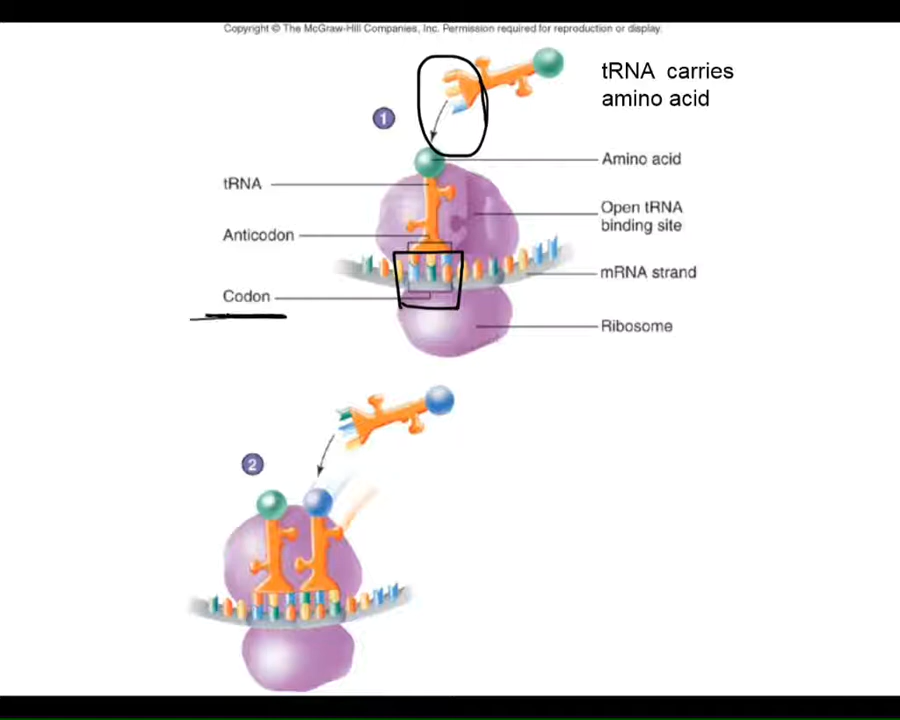 Copyright © The McGraw-Hill Companies, Inc. Permission required for reproduction or display.
tRNA carries
amino acid
1
Amino acid
tRNA
Open tRNA
binding site
Anticodon
mRNA strand
Codon
Ribosome
2